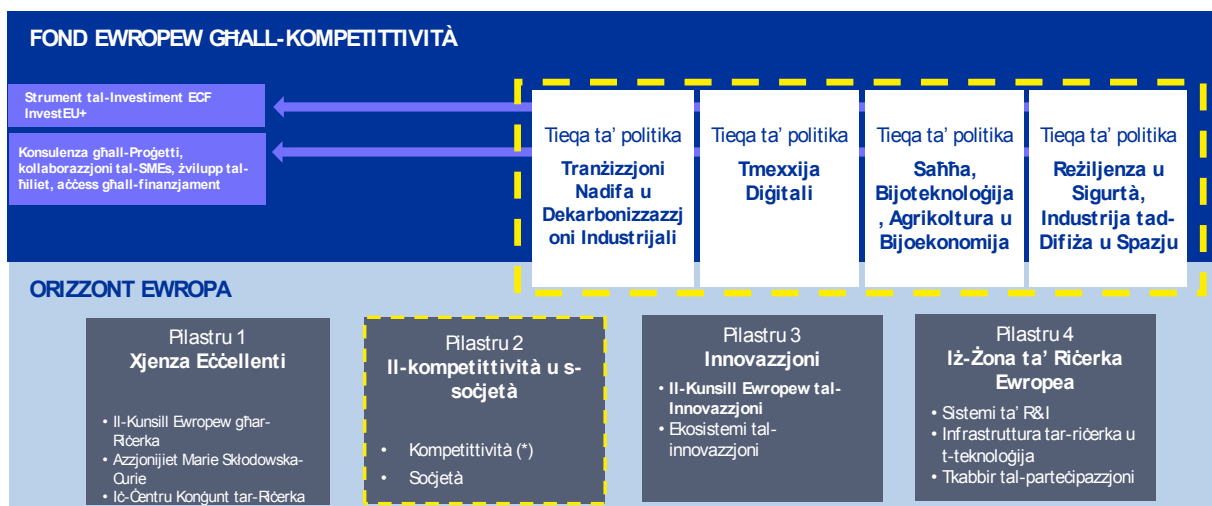 FOND EWROPEW GĦALL-KOMPETITTIVITÀ
Strument tal-Investiment ECF
InvestEU+
Konsulenza għall-Proġetti,
kollaborazzjoni tal-SMEs, żvilupp tal-
ħiliet, aċċess għall-finanzjament
Tieqa ta' politika
Tranżizzjoni
Nadifa u
Dekarbonizzazzj
oni Industrijali
Tieqa ta' politika
Tmexxija
Diġitali
Tieqa ta' politika
Saħħa,
Bijoteknoloġija
, Agrikoltura u
Bijoekonomija
Tieqa ta' politika
Reżiljenza u
Sigurtà,
Industrija tad-
Difiża u Spazju
ORIZZONT EWROPA
Pilastru 1
Xjenza Eċċellenti
• Il-Kunsill Ewropew għar-
Riċerka
• Azzjonijiet Marie Skłodowska-
Curie
• Iċ-Ċentru Konġunt tar-Riċerka
Pilastru 2
Il-kompetittività u s-
soċjetà
• Kompetittività (*)
• Soċjetà
Pilastru 3
Innovazzjoni
• Il-Kunsill Ewropew tal-
Innovazzjoni
• Ekosistemi tal-
innovazzjoni
Pilastru 4
Iż-Żona ta' Riċerka
Ewropea
• Sistemi ta' R&I
• Infrastruttura tar-riċerka u
t-teknoloġija
• Tkabbir tal-parteċipazzjoni